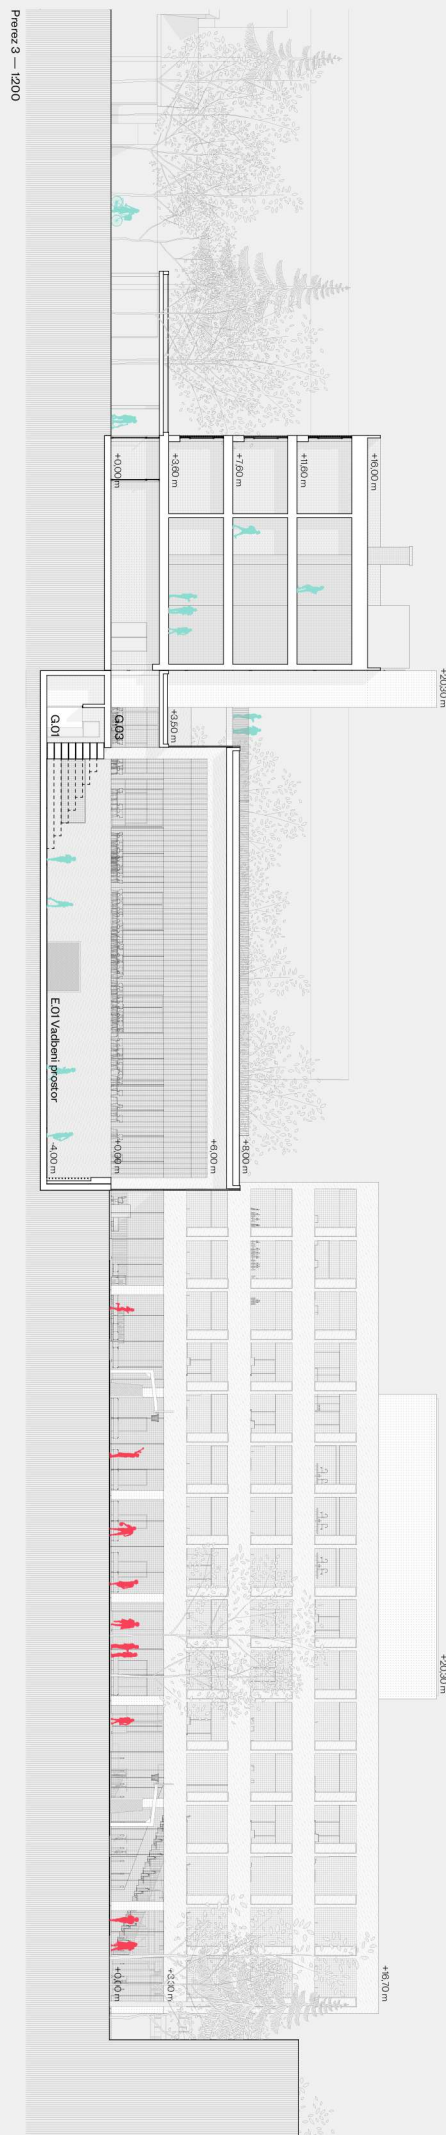 Prerez 3 — 1:200
+16,00 m
+11,60 m
+7,60 m
+3,60 m
+0,00 m
+20,30 m
+3,50 m
G.03
G.01
E.01 Vadbeni prostor
+8,00 m
+6,00 m
+0,00 m
-4,00 m
+20,30 m
+16,70 m
+3,30 m
+0,00 m